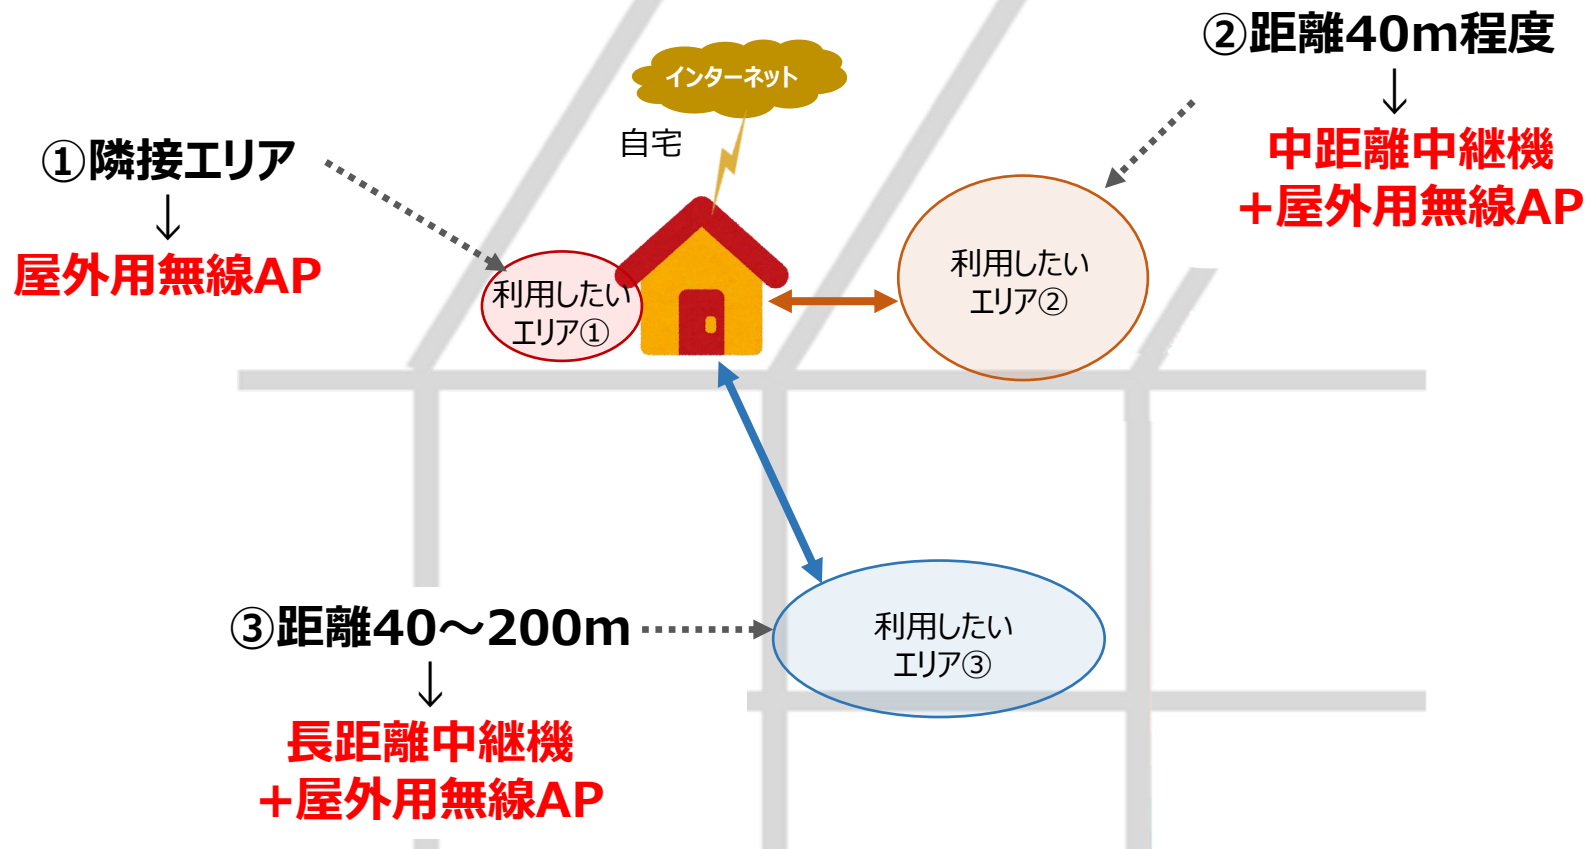 インターネット
自宅
①隣接エリア
↓
屋外用無線AP
②距離40m程度
↓
中距離中継機
+屋外用無線AP
利用したい
エリア①
利用したい
エリア②
③距離40～200m
↓
長距離中継機
+屋外用無線AP
利用したい
エリア③